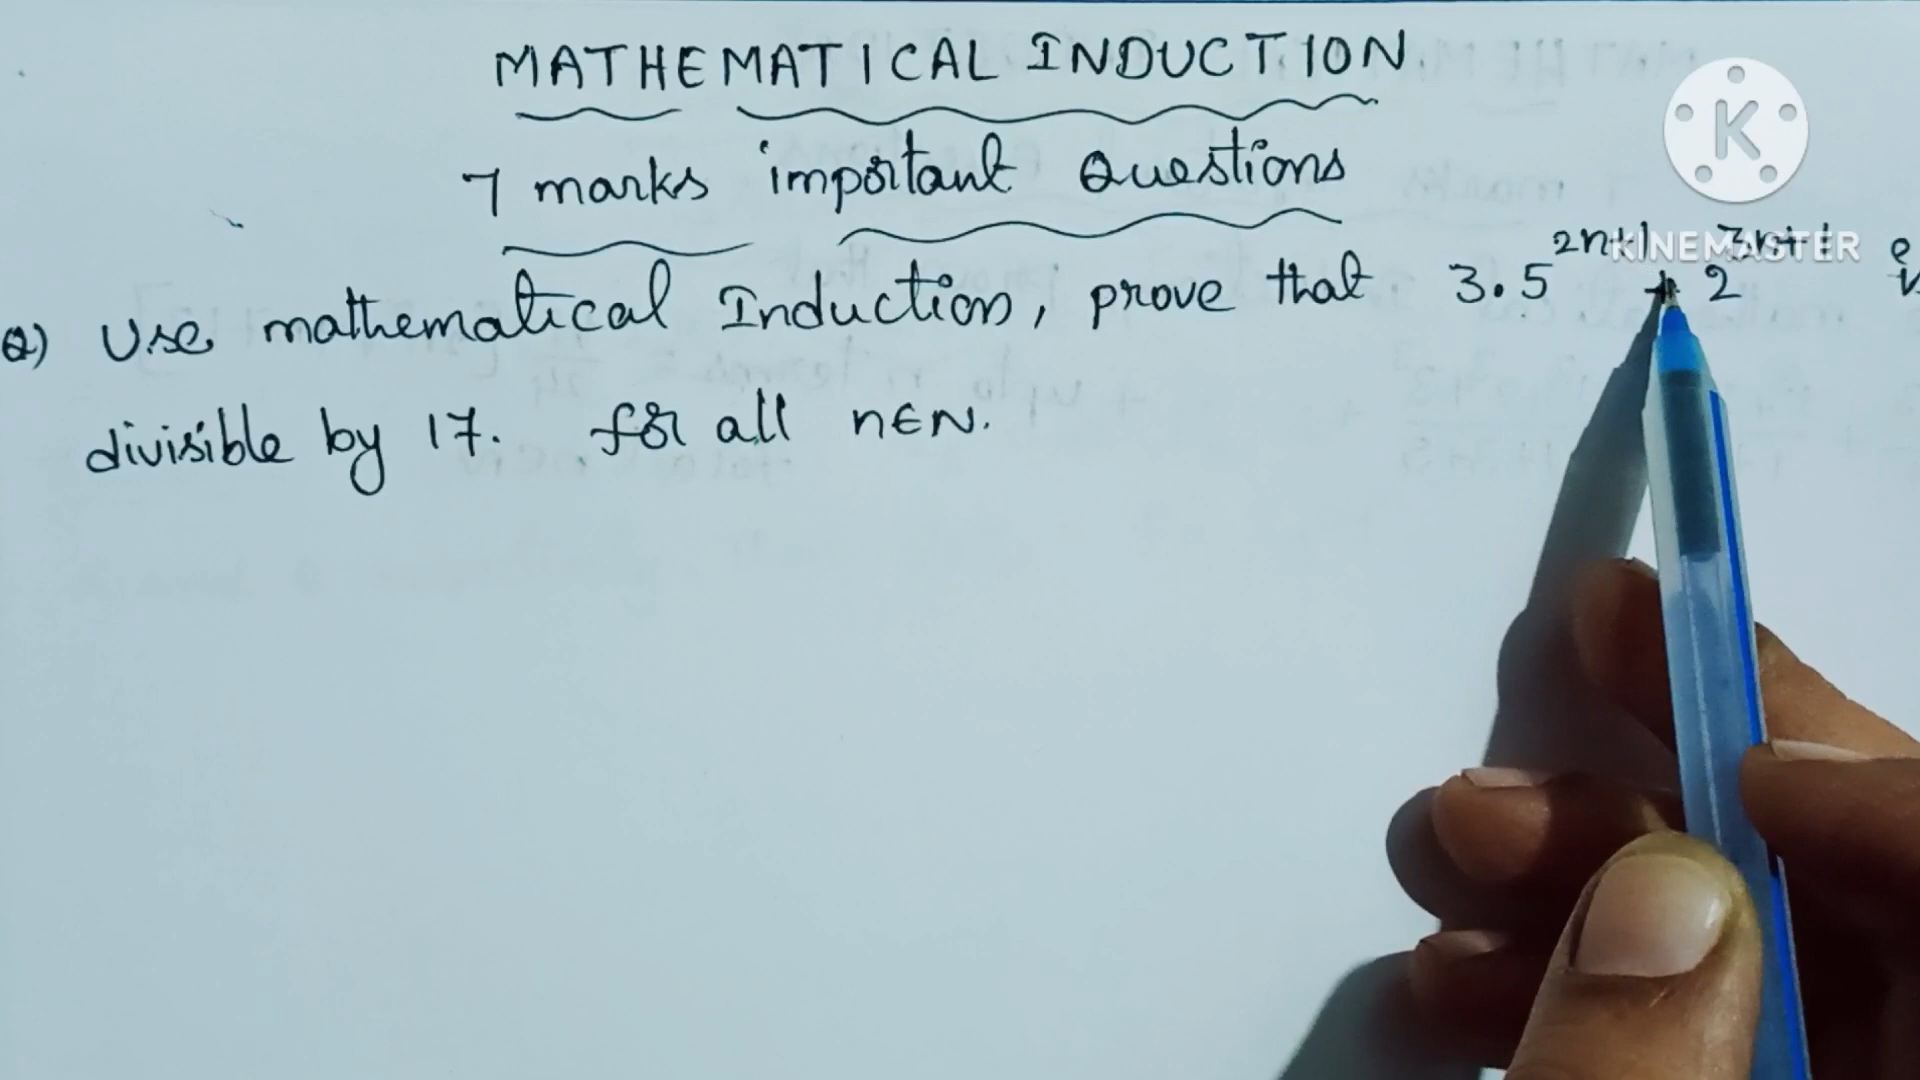 MATHEMATICAL INDUCTION
7 marks important Questions
Q) Use mathematical Induction, prove that 3.5^2n+1 + 2^3n+1
divisible by 17. for all n∈N.
K
KINEMASTER